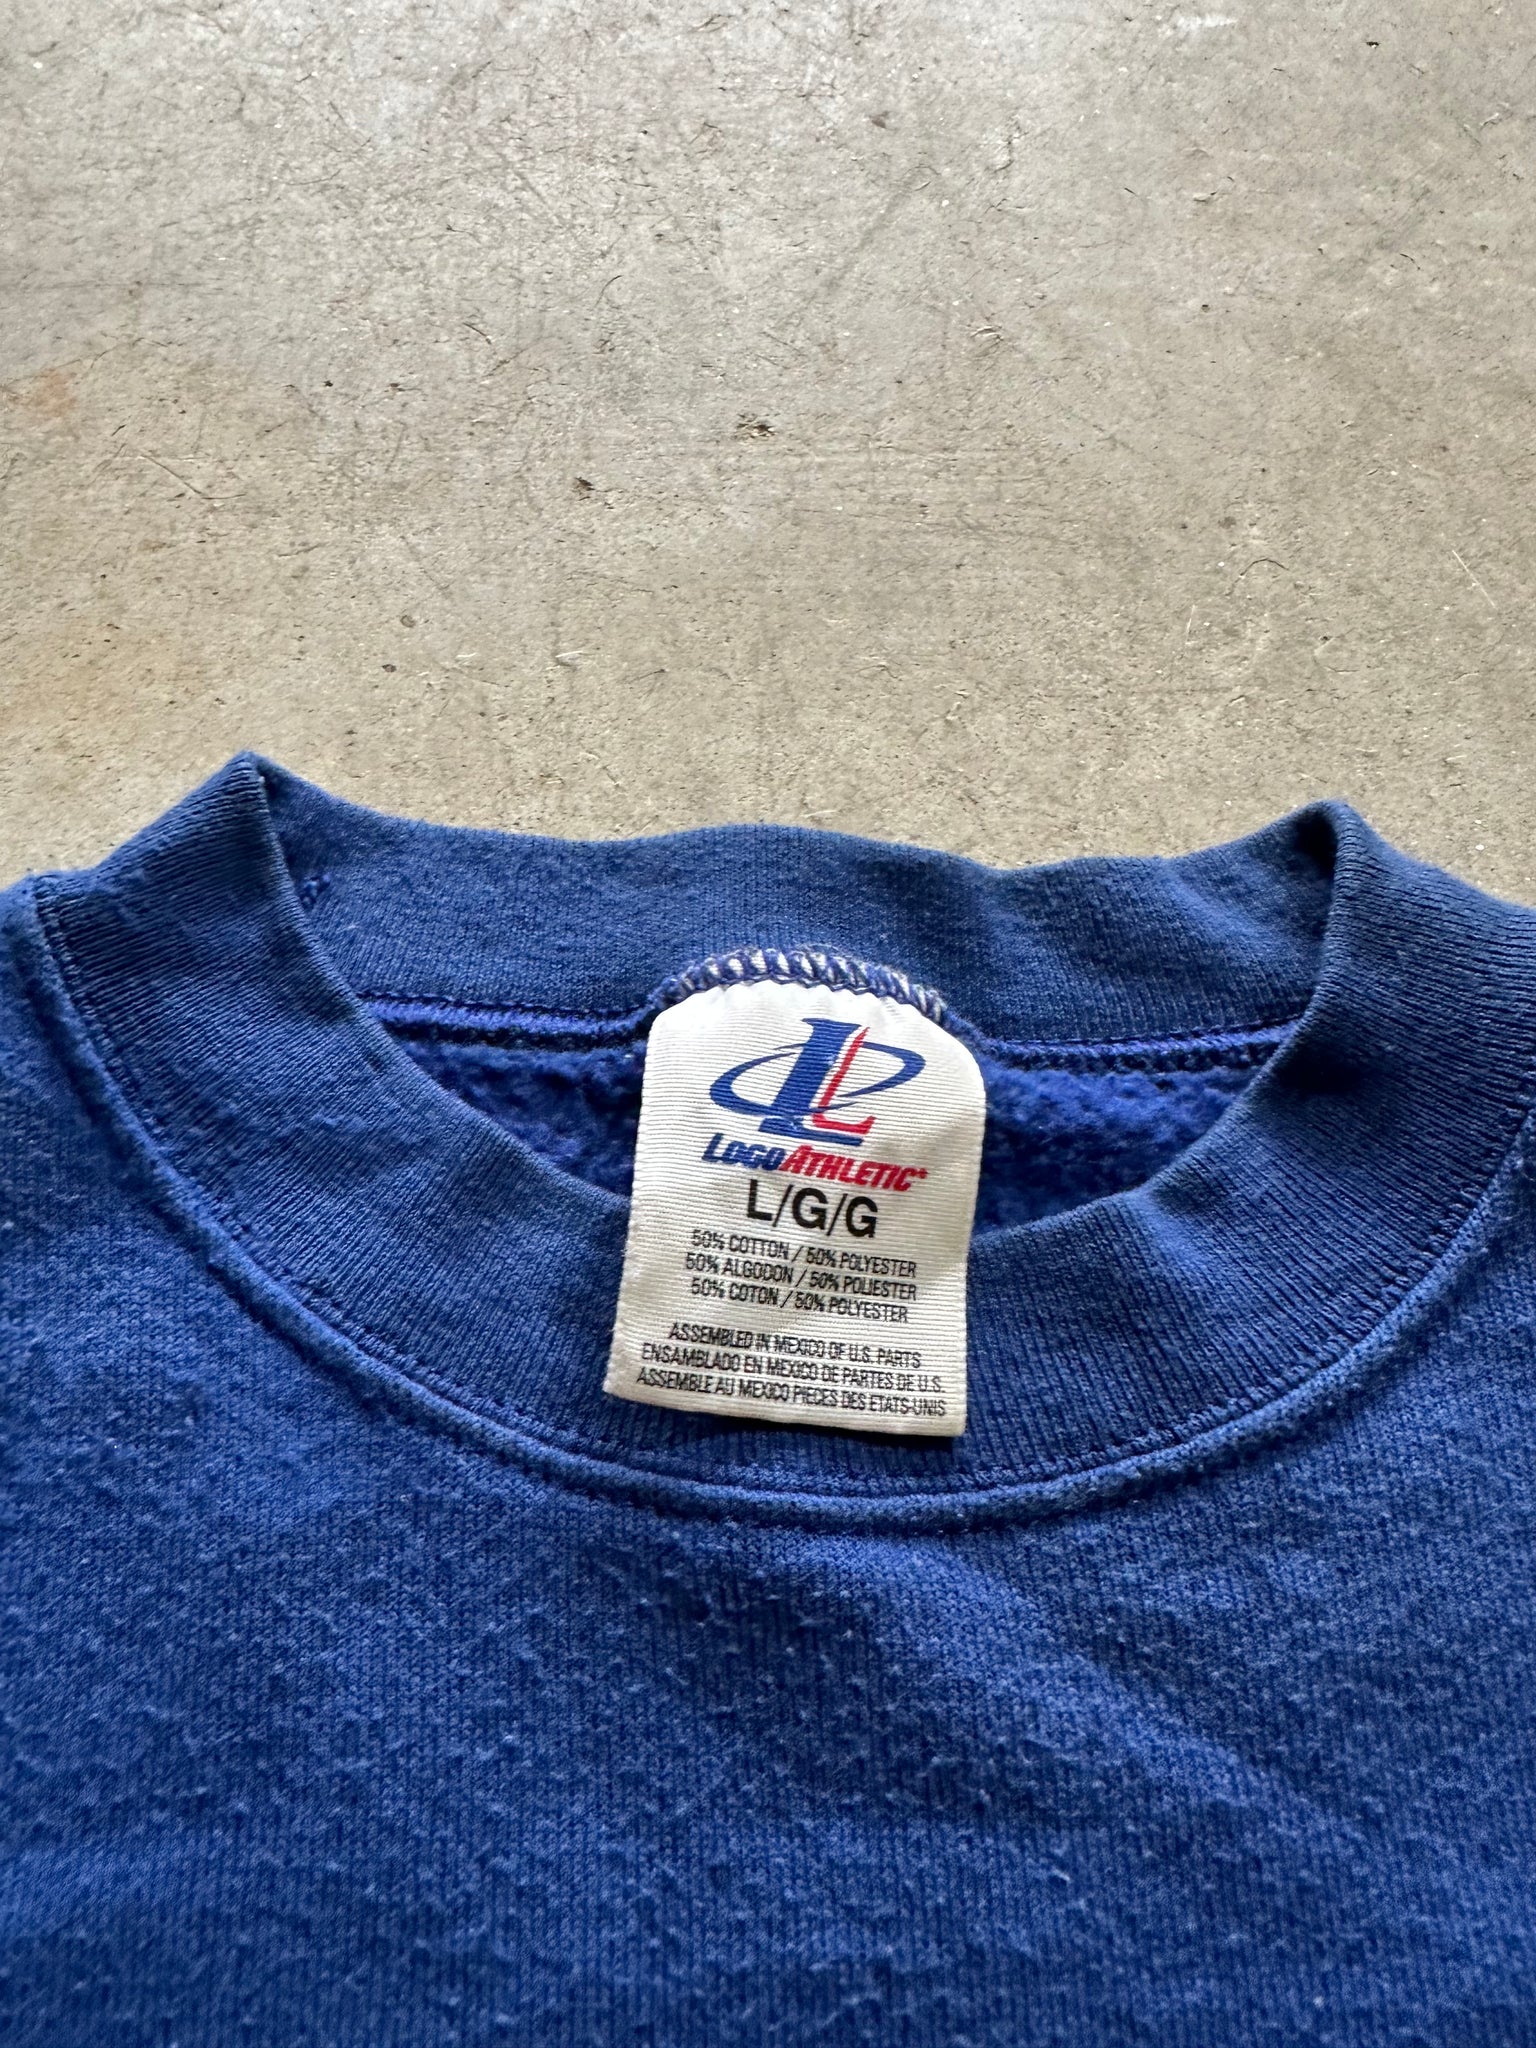 L
LOGO ATHLETIC
L/G/G
50% COTTON / 50% POLYESTER
50% ALGODON / 50% POLIESTER
50% COTON / 50% POLYESTER
ASSEMBLED IN MEXICO OF U.S. PARTS
ENSAMBLADO EN MEXICO DE PARTES DE U.S.
ASSEMBLE AU MEXICO PIECES DES ETATS-UNIS